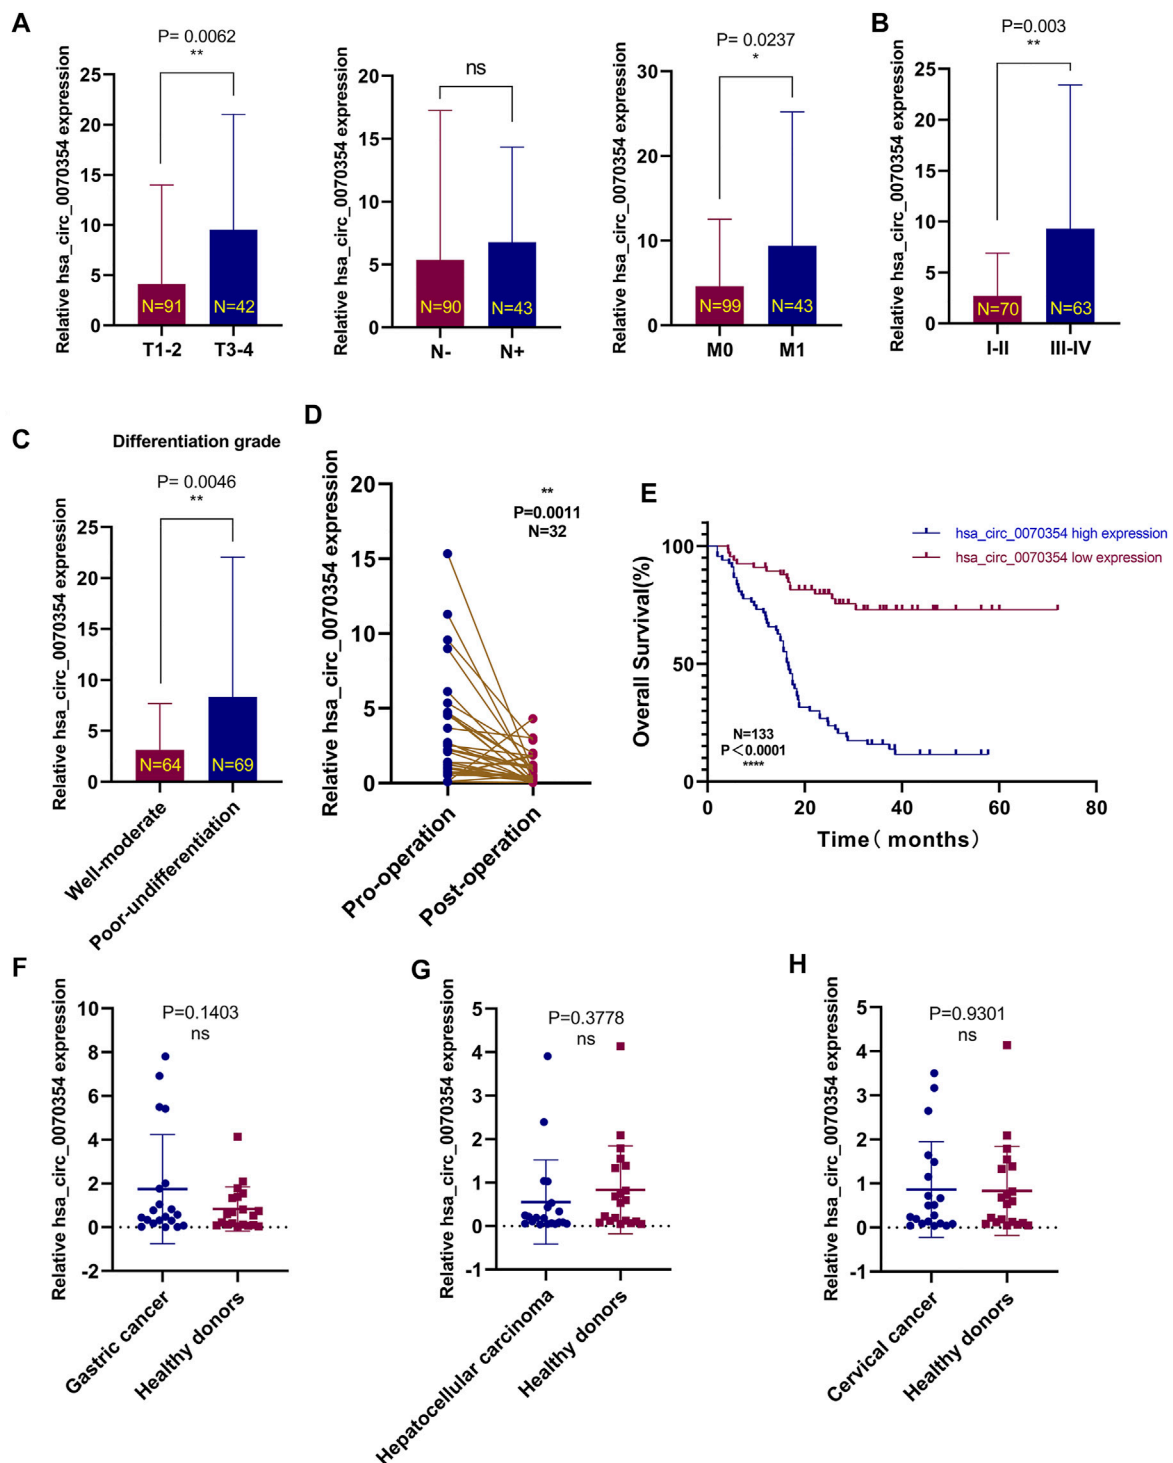 A
P= 0.0062
**
Relative hsa_circ_0070354 expression
25
20
15
10
5
0
N=91
N=42
T1-2
T3-4
ns
Relative hsa_circ_0070354 expression
20
15
10
5
0
N=90
N=43
N-
N+
P= 0.0237
*
Relative hsa_circ_0070354 expression
30
20
10
0
N=99
N=43
M0
M1
B
P=0.003
**
Relative hsa_circ_0070354 expression
25
20
15
10
5
0
N=70
N=63
I-II
III-IV
C
Differentiation grade
P= 0.0046
**
Relative hsa_circ_0070354 expression
25
20
15
10
5
0
N=64
N=69
Well-moderate
Poor-undifferentiation
D
Relative hsa_circ_0070354 expression
20
15
10
5
0
**
P=0.0011
N=32
Pro-operation
Post-operation
E
hsa_circ_0070354 high expression
hsa_circ_0070354 low expression
Overall Survival(%)
100
50
0
N=133
P＜0.0001
****
0
20
40
60
80
Time( months)
F
P=0.1403
ns
Relative hsa_circ_0070354 expression
10
8
6
4
2
0
-2
Gastric cancer
Healthy donors
G
P=0.3778
ns
Relative hsa_circ_0070354 expression
5
4
3
2
1
0
-1
Hepatocellular carcinoma
Healthy donors
H
P=0.9301
ns
Relative hsa_circ_0070354 expression
5
4
3
2
1
0
-1
Cervical cancer
Healthy donors